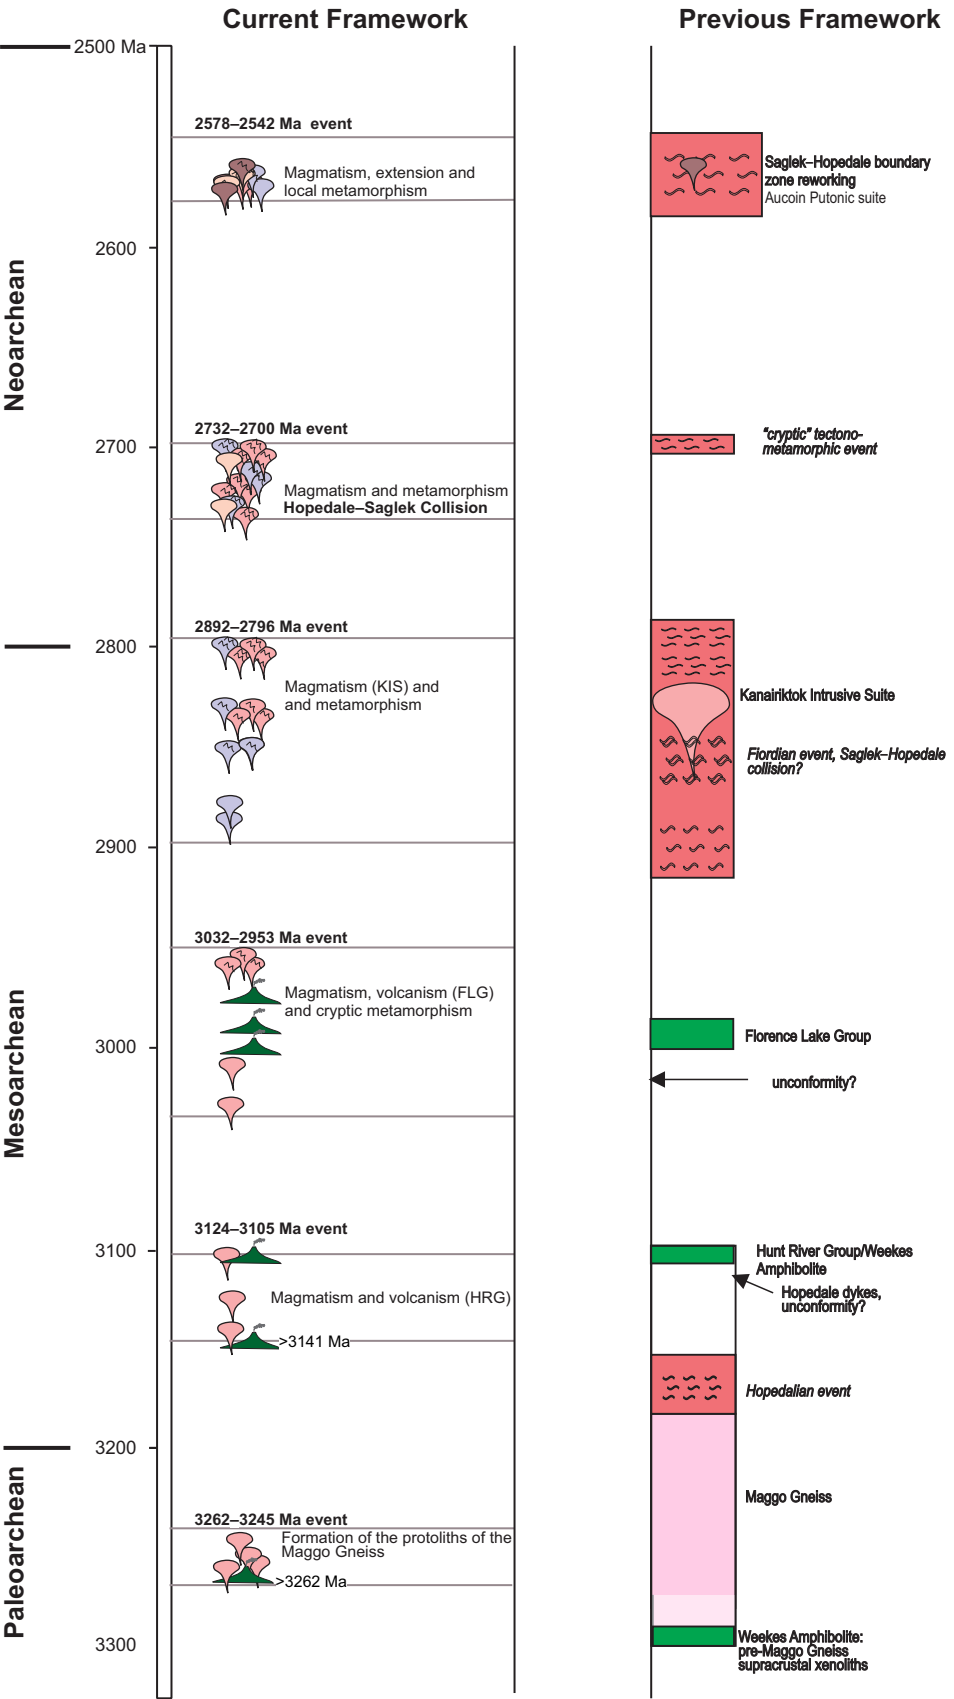 Current Framework
Previous Framework
2500 Ma
2578–2542 Ma event
Magmatism, extension and
local metamorphism
Saglek–Hopedale boundary
zone reworking
Aucoin Putonic suite
2600
Neoarchean
2732–2700 Ma event
2700
"cryptic" tectono-
metamorphic event
Magmatism and metamorphism
Hopedale–Saglek Collision
2892–2796 Ma event
2800
Magmatism (KIS) and
and metamorphism
Kanairiktok Intrusive Suite
Fiordian event, Saglek–Hopedale
collision?
2900
3032–2953 Ma event
Magmatism, volcanism (FLG)
and cryptic metamorphism
Mesoarchean
3000
Florence Lake Group
unconformity?
3124–3105 Ma event
3100
Hunt River Group/Weekes
Amphibolite
Hopedale dykes,
unconformity?
Magmatism and volcanism (HRG)
>3141 Ma
Hopedalian event
3200
Maggo Gneiss
3262–3245 Ma event
Formation of the protoliths of the
Maggo Gneiss
Paleoarchean
>3262 Ma
3300
Weekes Amphibolite:
pre-Maggo Gneiss
supracrustal xenoliths